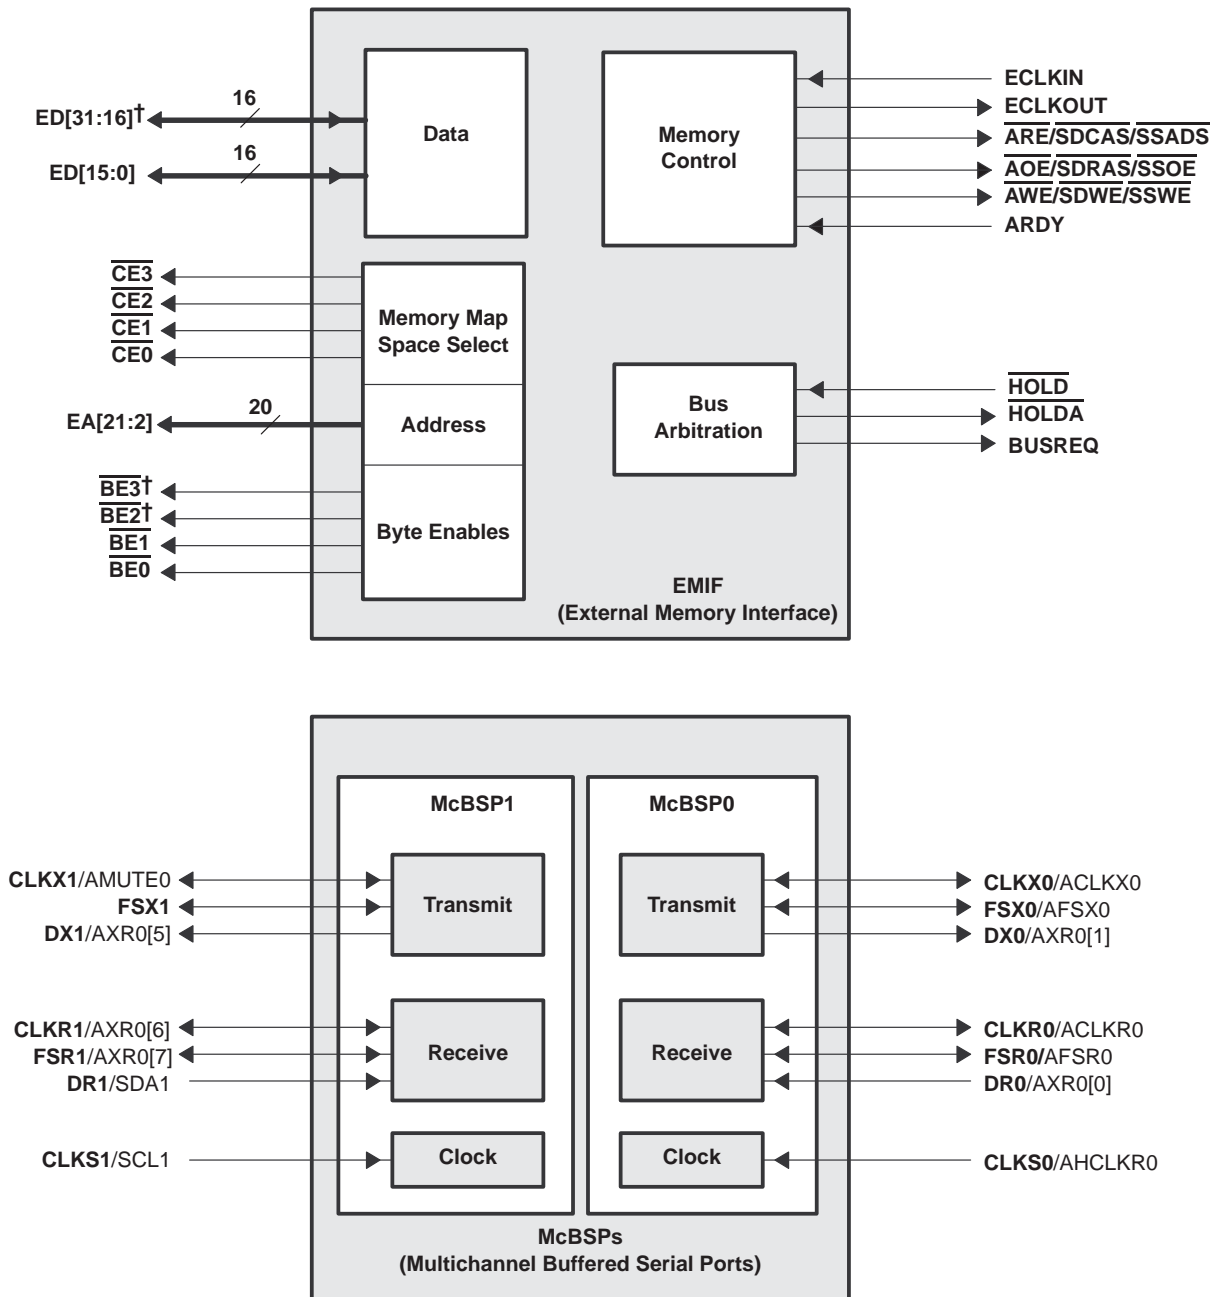 ED[31:16]†
16
ED[15:0]
16
Data
CE3
CE2
CE1
CE0
Memory Map
Space Select
EA[21:2]
20
Address
BE3†
BE2†
BE1
BE0
Byte Enables
Memory
Control
ECLKIN
ECLKOUT
ARE/SDCAS/SSADS
AOE/SDRAS/SSOE
AWE/SDWE/SSWE
ARDY
Bus
Arbitration
HOLD
HOLDA
BUSREQ
EMIF
(External Memory Interface)
McBSP1
McBSP0
CLKX1/AMUTE0
FSX1
DX1/AXR0[5]
Transmit
Transmit
CLKX0/ACLKX0
FSX0/AFSX0
DX0/AXR0[1]
CLKR1/AXR0[6]
FSR1/AXR0[7]
DR1/SDA1
Receive
Receive
CLKR0/ACLKR0
FSR0/AFSR0
DR0/AXR0[0]
CLKS1/SCL1
Clock
Clock
CLKS0/AHCLKR0
McBSPs
(Multichannel Buffered Serial Ports)